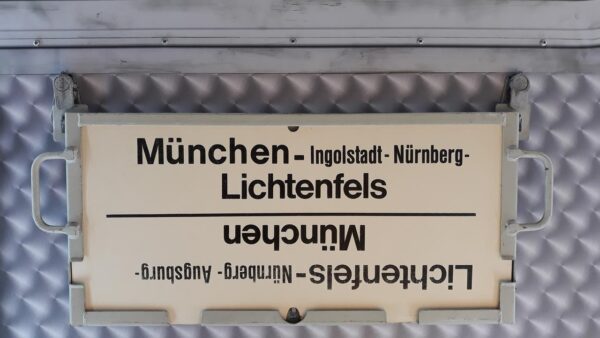 München - Ingolstadt - Nürnberg -
Lichtenfels
Lichtenfels - Nürnberg - Augsburg -
München